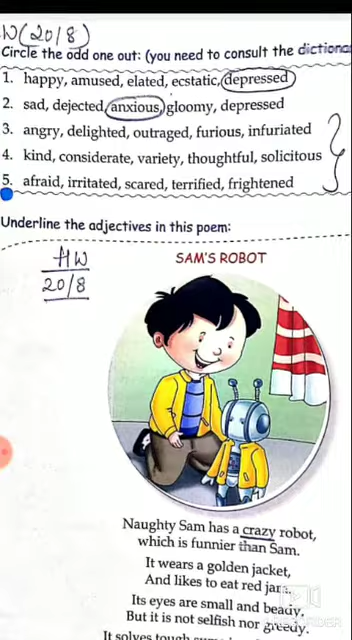 W (20/8)
Circle the odd one out: (you need to consult the dictiona
1. happy, amused, elated, ecstatic, depressed
2. sad, dejected, anxious, gloomy, depressed
3. angry, delighted, outraged, furious, infuriated
4. kind, considerate, variety, thoughtful, solicitous
5. afraid, irritated, scared, terrified, frightened
Underline the adjectives in this poem:
HW
20/8
SAM'S ROBOT
Naughty Sam has a crazy robot,
which is funnier than Sam.
It wears a golden jacket,
And likes to eat red jam.
Its eyes are small and beady,
But it is not selfish nor greedy.
It solves tough